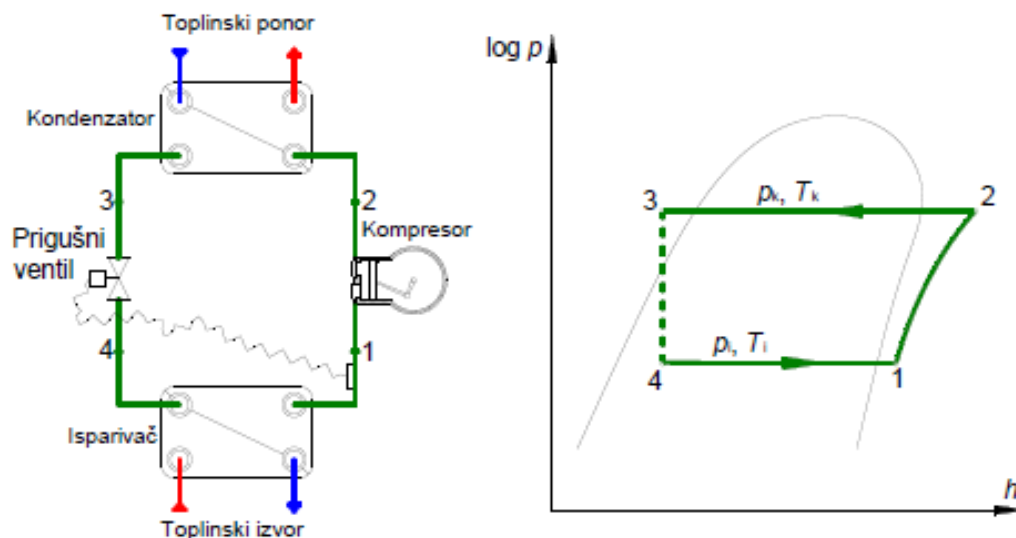 Toplinski ponor
Kondenzator
3
2
Prigušni
ventil
Kompresor
4
1
Isparivač
Toplinski izvor
log p
3
pₖ, Tₖ
2
pᵢ, Tᵢ
4
1
h